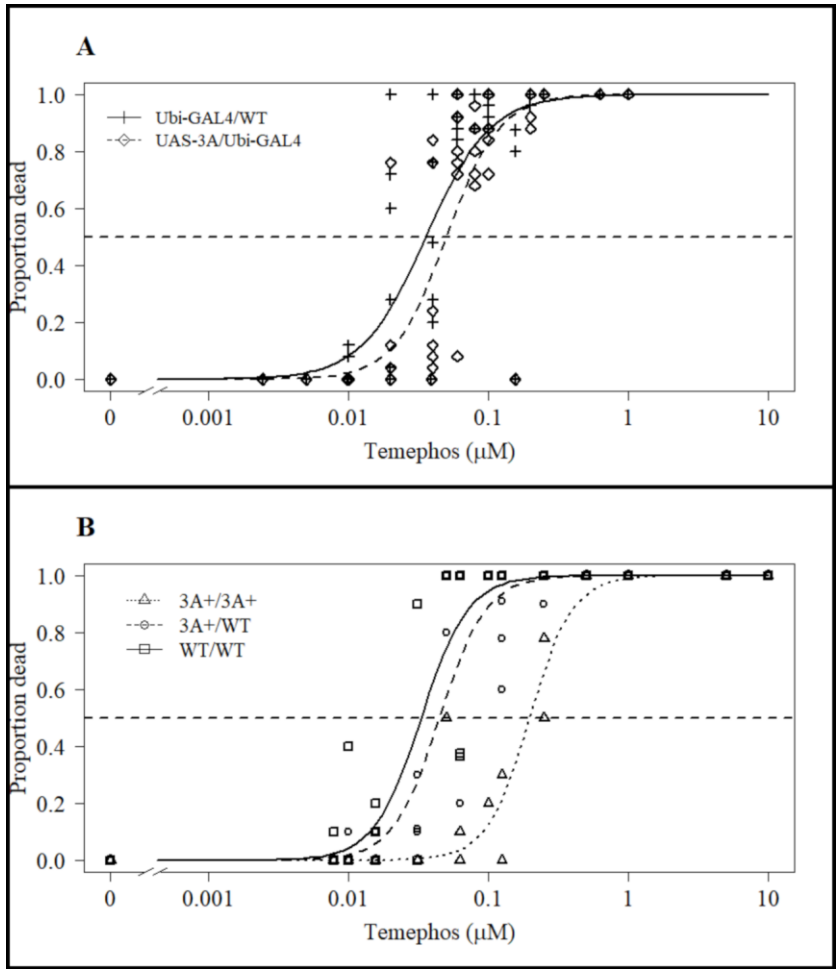 A
1.0
0.8
0.6
0.4
0.2
0.0
Proportion dead
Ubi-GAL4/WT
UAS-3A/Ubi-GAL4
0 0.001 0.01 0.1 1 10
Temephos (μM)
B
1.0
0.8
0.6
0.4
0.2
0.0
Proportion dead
3A+/3A+
3A+/WT
WT/WT
0 0.001 0.01 0.1 1 10
Temephos (μM)